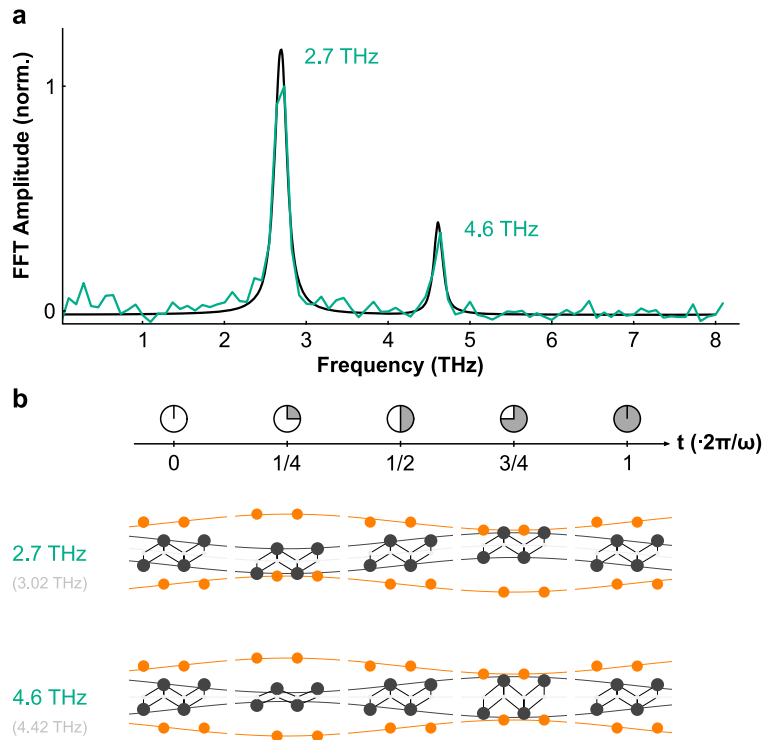 a
FFT Amplitude (norm.)
1
0
2.7 THz
4.6 THz
1 2 3 4 5 6 7 8
Frequency (THz)
b
t (·2π/ω)
0 1/4 1/2 3/4 1
2.7 THz
(3.02 THz)
4.6 THz
(4.42 THz)